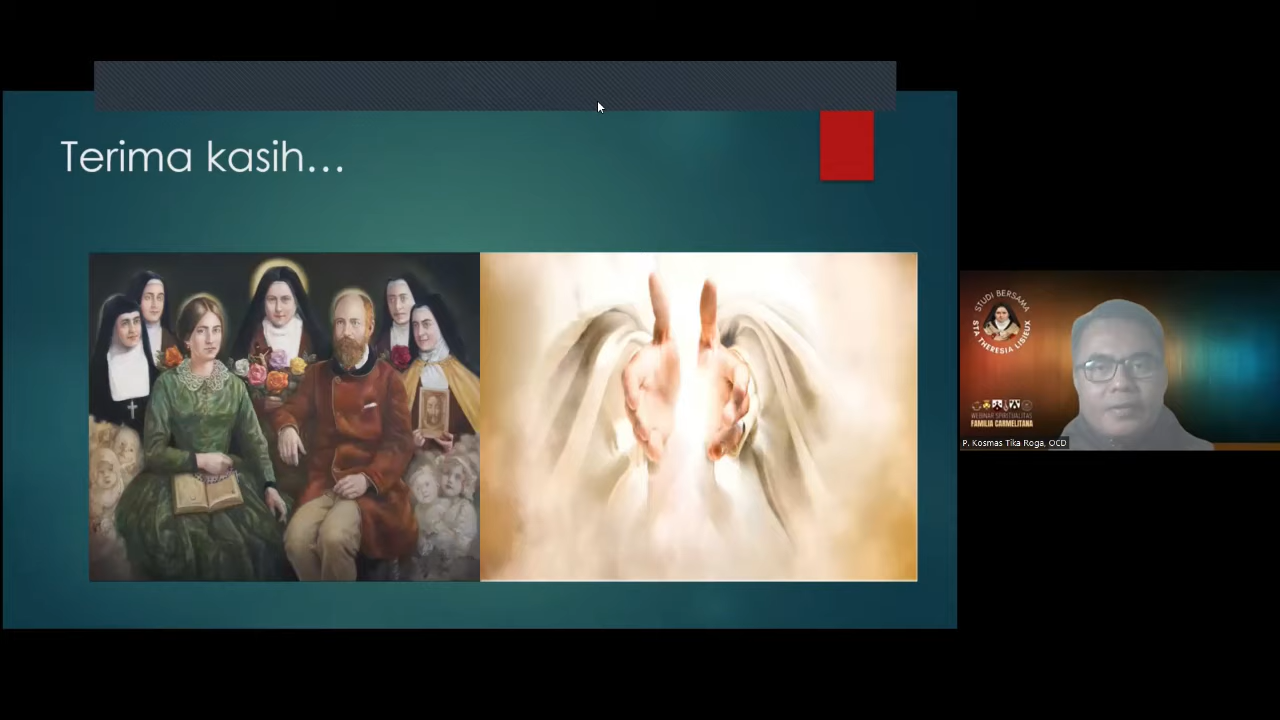 Terima kasih...
STUDI BERSAMA
STA THERESIA LISIEUX
WEBINAR SPIRITUALITAS
FAMILIA CARMELITANA
P. Kosmas Tika Roga, OCD